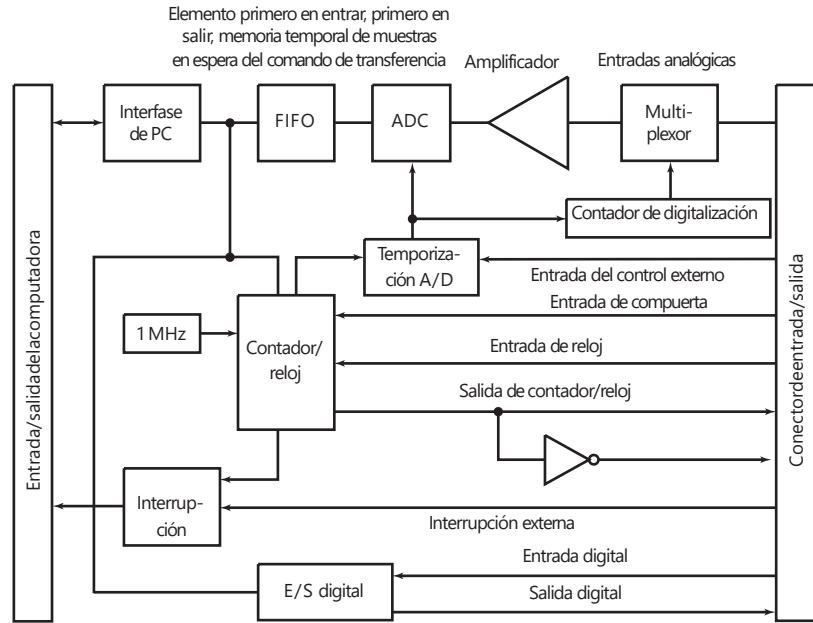 Elemento primero en entrar, primero en
salir, memoria temporal de muestras
en espera del comando de transferencia
Amplificador
Entradas analógicas
Interfase
de PC
FIFO
ADC
Multi-
plexor
Contador de digitalización
Temporiza-
ción A/D
Entrada del control externo
Entrada de compuerta
1 MHz
Contador/
reloj
Entrada de reloj
Salida de contador/reloj
Interrup-
ción
Interrupción externa
Entrada digital
E/S digital
Salida digital
Entrada/salidadelacomputadora
Conectordeentrada/salida